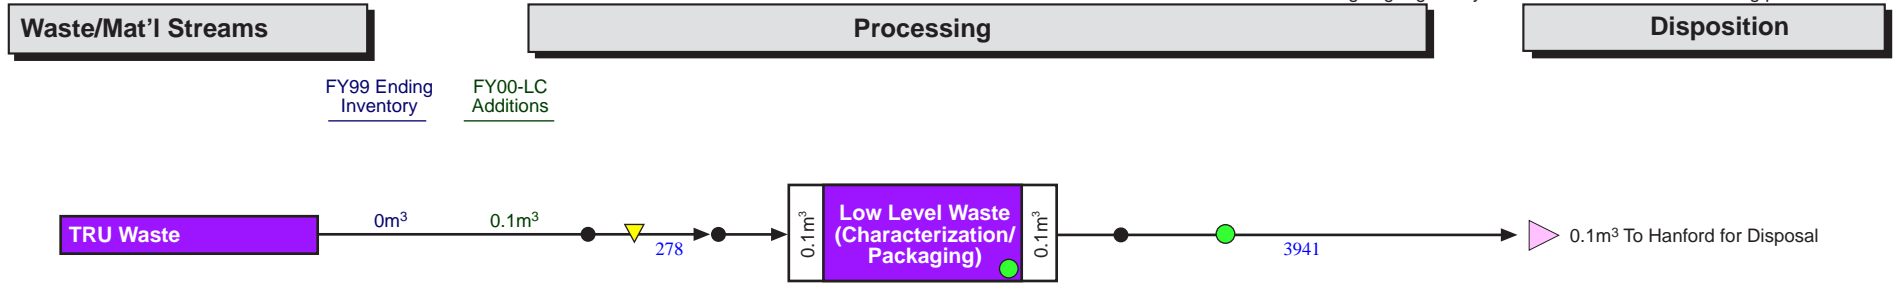 Waste/Mat'l Streams
Processing
Disposition
FY99 Ending
Inventory
FY00-LC
Additions
TRU Waste
0m³
0.1m³
278
0.1m³
Low Level Waste
(Characterization/
Packaging)
0.1m³
3941
0.1m³ To Hanford for Disposal